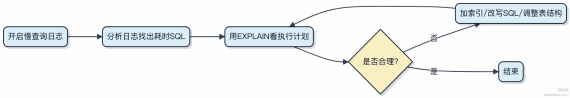 开启慢查询日志
分析日志找出耗时SQL
用EXPLAIN看执行计划
是否合理?
否
加索引/改写SQL/调整表结构
是
结束